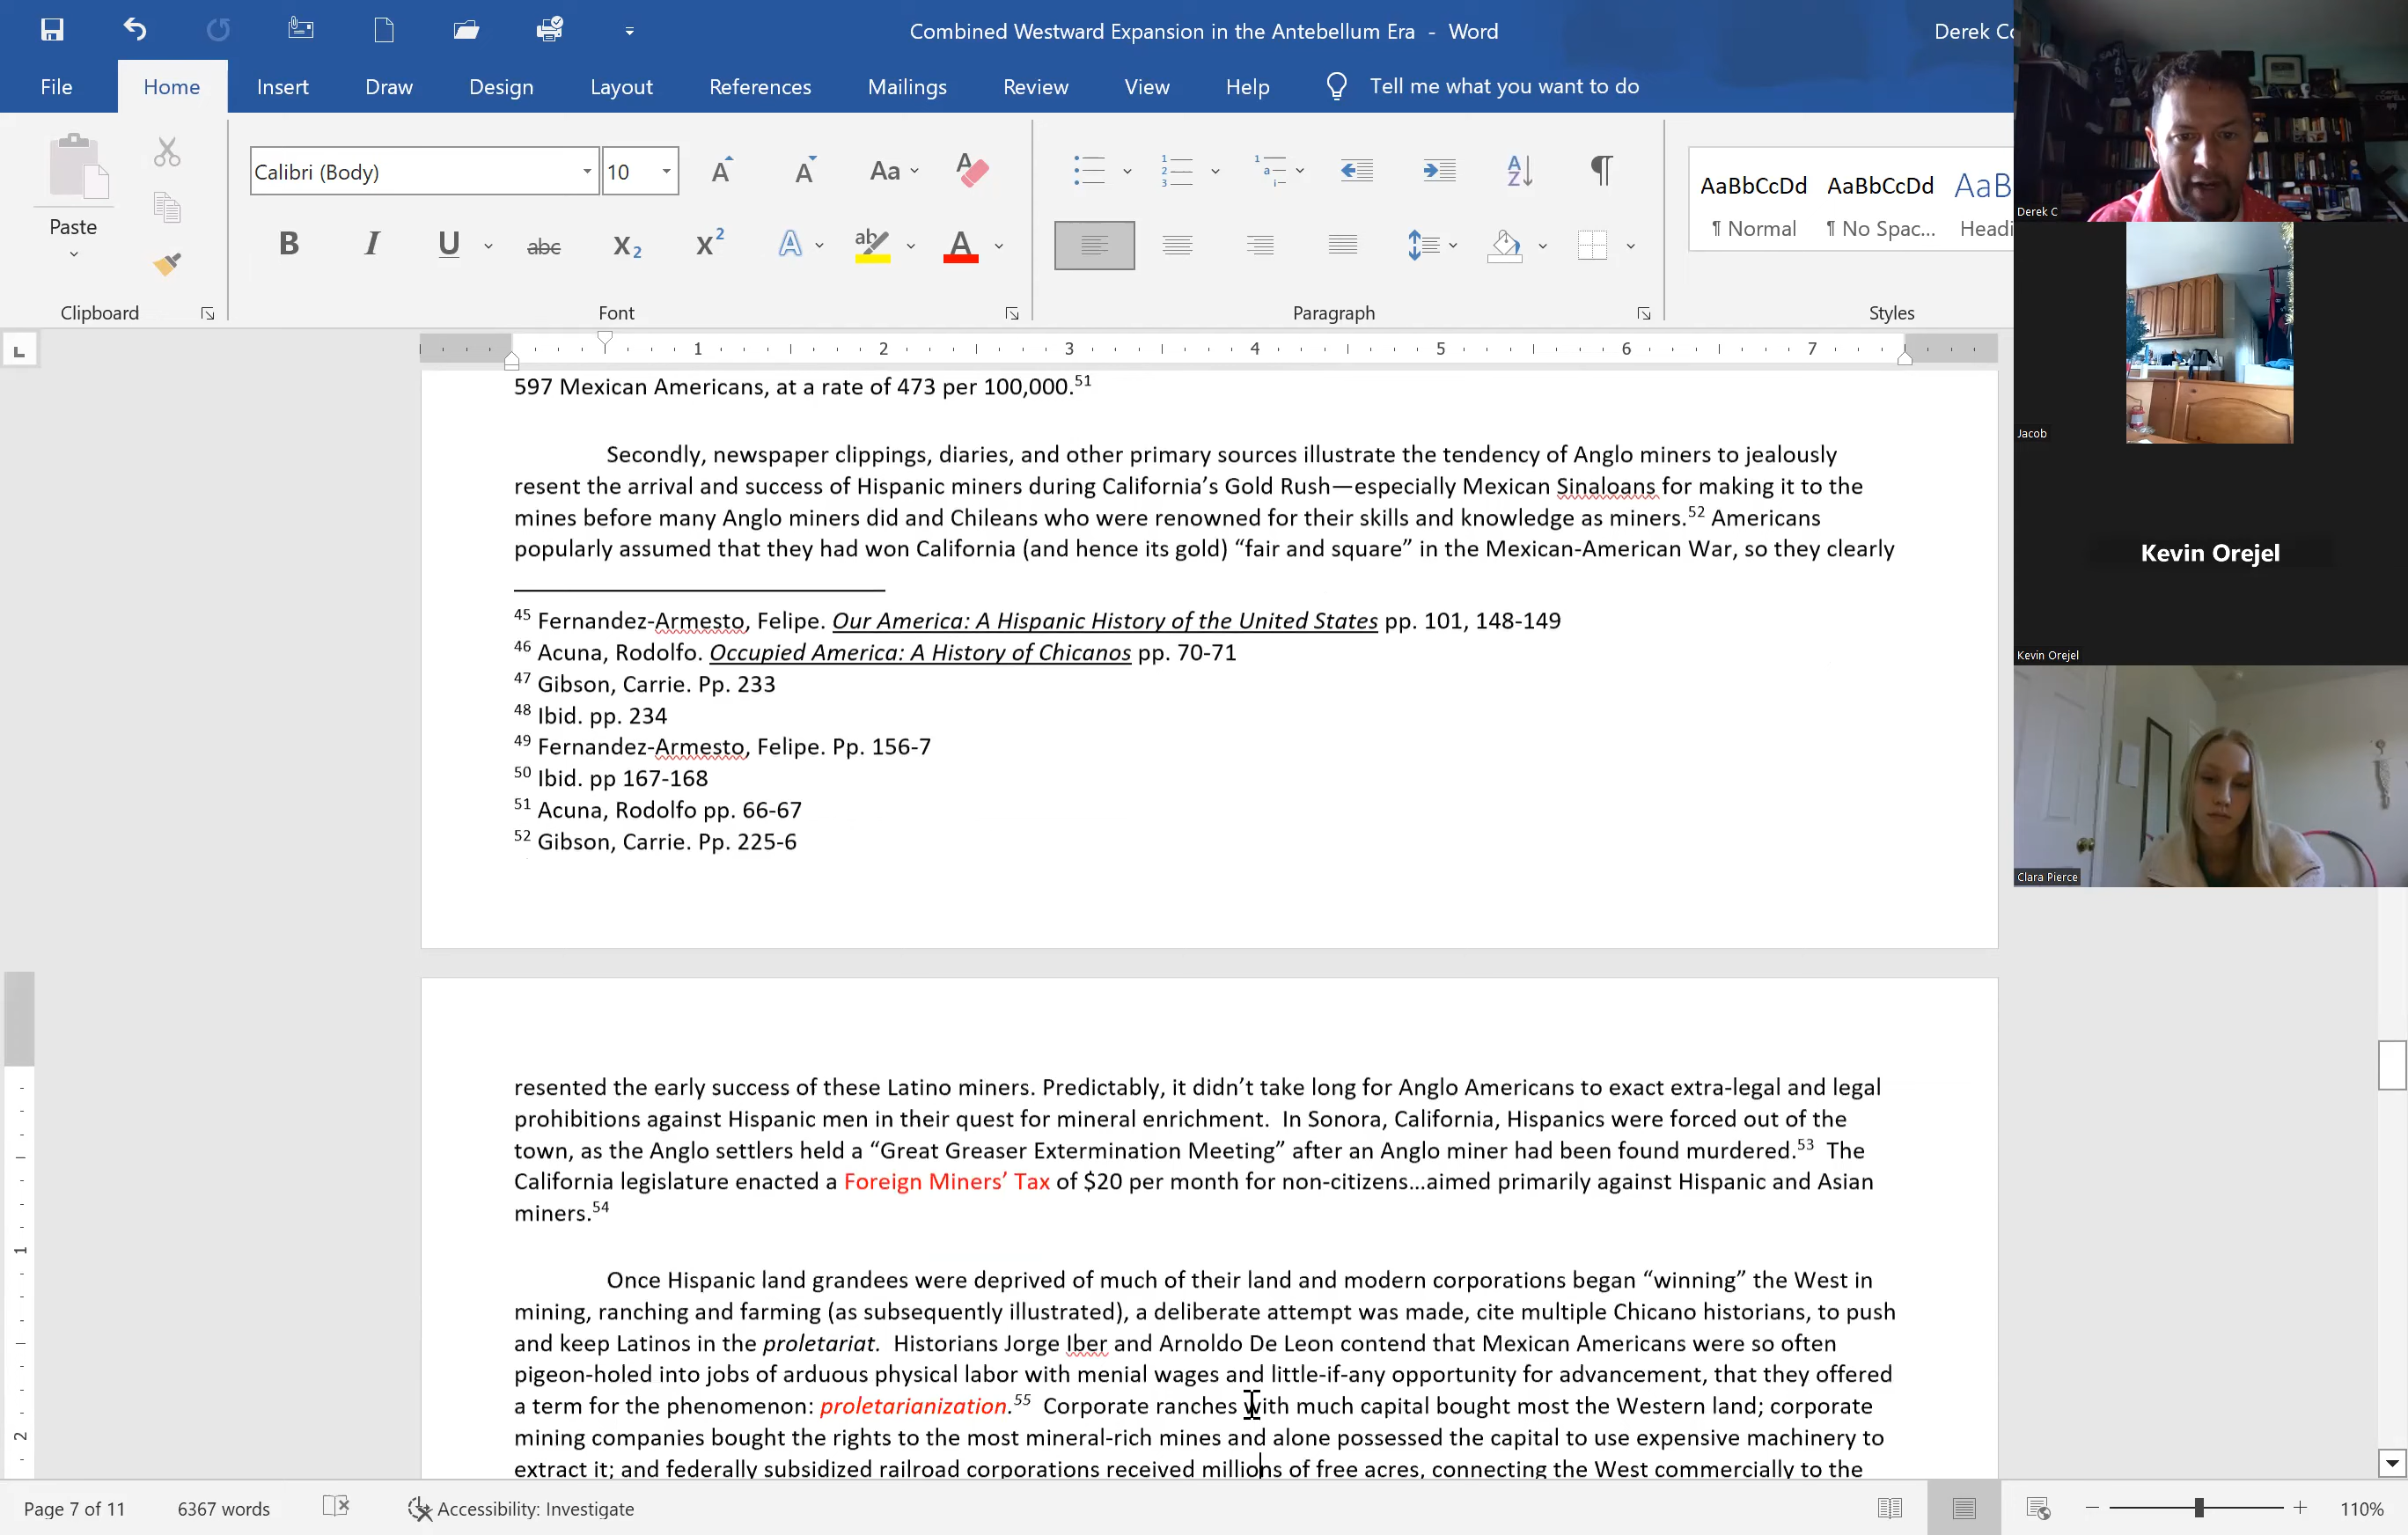 Combined Westward Expansion in the Antebellum Era - Word
Derek Co
File Home Insert Draw Design Layout References Mailings Review View Help Tell me what you want to do
Paste
Calibri (Body) 10
Aa
B I U abc X2 X2 A ab A
AaBbCcDd AaBbCcDd AaB
¶ Normal ¶ No Spac... Headi
Clipboard Font Paragraph Styles
1 2 3 4 5 6 7
597 Mexican Americans, at a rate of 473 per 100,000.51
Secondly, newspaper clippings, diaries, and other primary sources illustrate the tendency of Anglo miners to jealously
resent the arrival and success of Hispanic miners during California’s Gold Rush—especially Mexican Sinaloans for making it to the
mines before many Anglo miners did and Chileans who were renowned for their skills and knowledge as miners.52 Americans
popularly assumed that they had won California (and hence its gold) “fair and square” in the Mexican-American War, so they clearly
45 Fernandez-Armesto, Felipe. Our America: A Hispanic History of the United States pp. 101, 148-149
46 Acuna, Rodolfo. Occupied America: A History of Chicanos pp. 70-71
47 Gibson, Carrie. Pp. 233
48 Ibid. pp. 234
49 Fernandez-Armesto, Felipe. Pp. 156-7
50 Ibid. pp 167-168
51 Acuna, Rodolfo pp. 66-67
52 Gibson, Carrie. Pp. 225-6
resented the early success of these Latino miners. Predictably, it didn’t take long for Anglo Americans to exact extra-legal and legal
prohibitions against Hispanic men in their quest for mineral enrichment. In Sonora, California, Hispanics were forced out of the
town, as the Anglo settlers held a “Great Greaser Extermination Meeting” after an Anglo miner had been found murdered.53 The
California legislature enacted a Foreign Miners’ Tax of $20 per month for non-citizens…aimed primarily against Hispanic and Asian
miners.54
Once Hispanic land grandees were deprived of much of their land and modern corporations began “winning” the West in
mining, ranching and farming (as subsequently illustrated), a deliberate attempt was made, cite multiple Chicano historians, to push
and keep Latinos in the proletariat. Historians Jorge Iber and Arnoldo De Leon contend that Mexican Americans were so often
pigeon-holed into jobs of arduous physical labor with menial wages and little-if-any opportunity for advancement, that they offered
a term for the phenomenon: proletarianization.55 Corporate ranches with much capital bought most the Western land; corporate
mining companies bought the rights to the most mineral-rich mines and alone possessed the capital to use expensive machinery to
extract it; and federally subsidized railroad corporations received millions of free acres, connecting the West commercially to the
1
2
Derek C
Jacob
Kevin Orejel
Kevin Orejel
Clara Pierce
Page 7 of 11 6367 words Accessibility: Investigate 110%